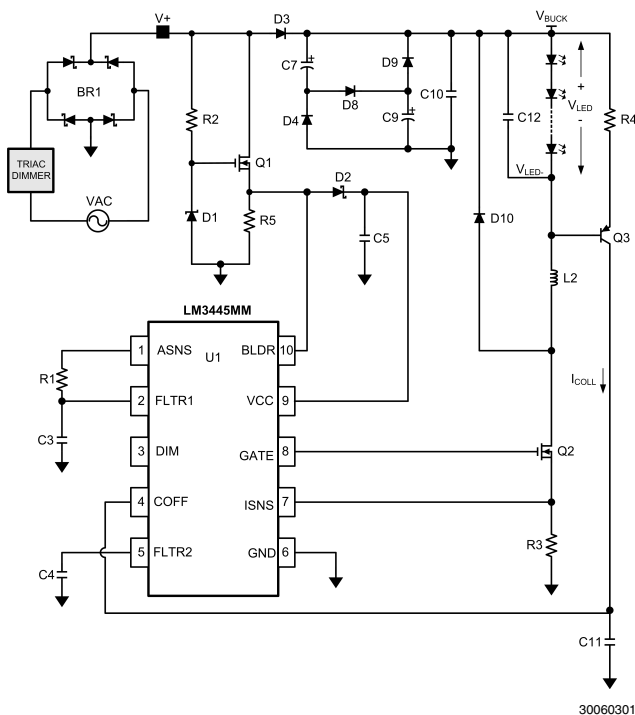 V+
D3
VBUCK
C7
D9
BR1
R2
D8
C10
C12
VLED
+
-
R4
D4
C9
TRIAC
DIMMER
Q1
VLED-
VAC
D2
D1
R5
C5
D10
Q3
L2
LM3445MM
U1
1 ASNS
BLDR 10
R1
ICOLL
2 FLTR1
VCC 9
C3
3 DIM
GATE 8
Q2
4 COFF
ISNS 7
R3
5 FLTR2
GND 6
C4
C11
30060301